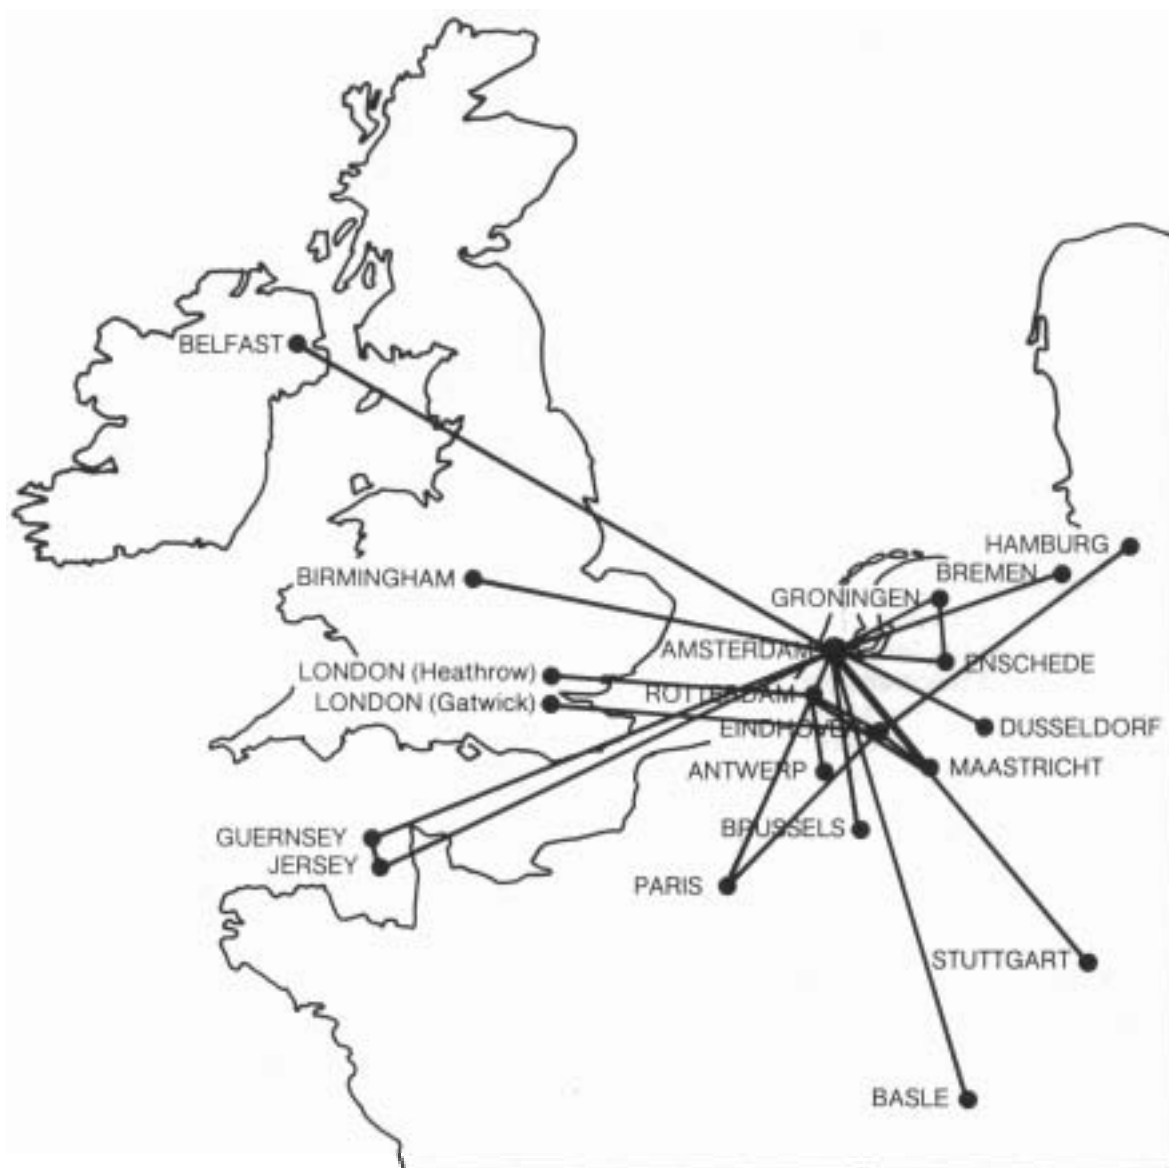 BELFAST
HAMBURG
BREMEN
BIRMINGHAM
GRONINGEN
AMSTERDAM
ENSCHEDE
LONDON (Heathrow)
ROTTERDAM
LONDON (Gatwick)
EINDHOVEN
DUSSELDORF
ANTWERP
MAASTRICHT
BRUSSELS
GUERNSEY
JERSEY
PARIS
STUTTGART
BASLE